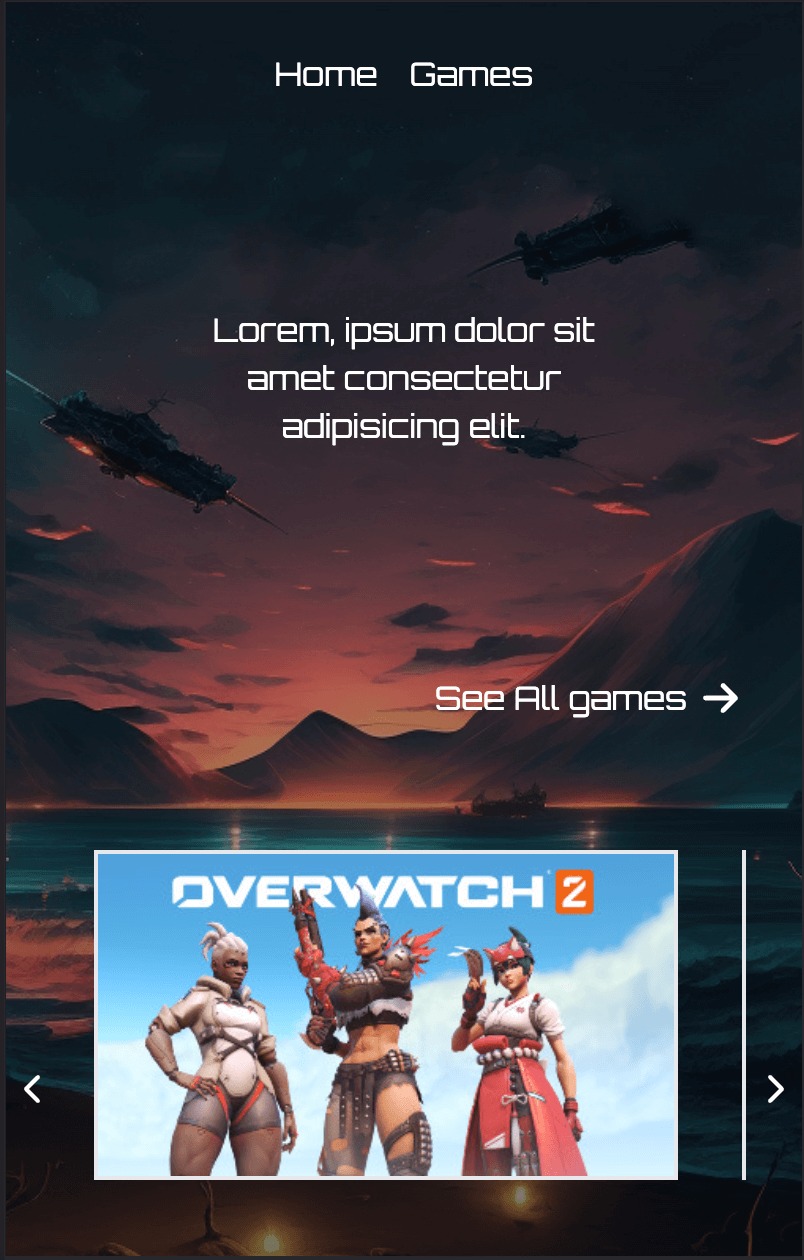 Home Games
Lorem, ipsum dolor sit
amet consectetur
adipisicing elit.
See All games
OVERWATCH 2